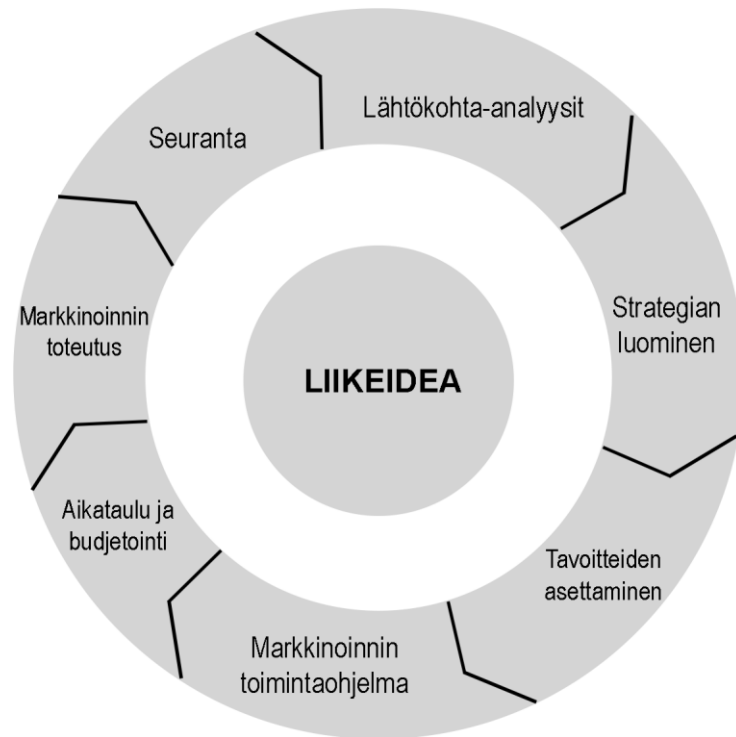 Lähtökohta-analyysit
Strategian
luominen
Tavoitteiden
asettaminen
Markkinoinnin
toimintaohjelma
Aikataulu ja
budjetointi
Markkinoinnin
toteutus
Seuranta
LIIKEIDEA